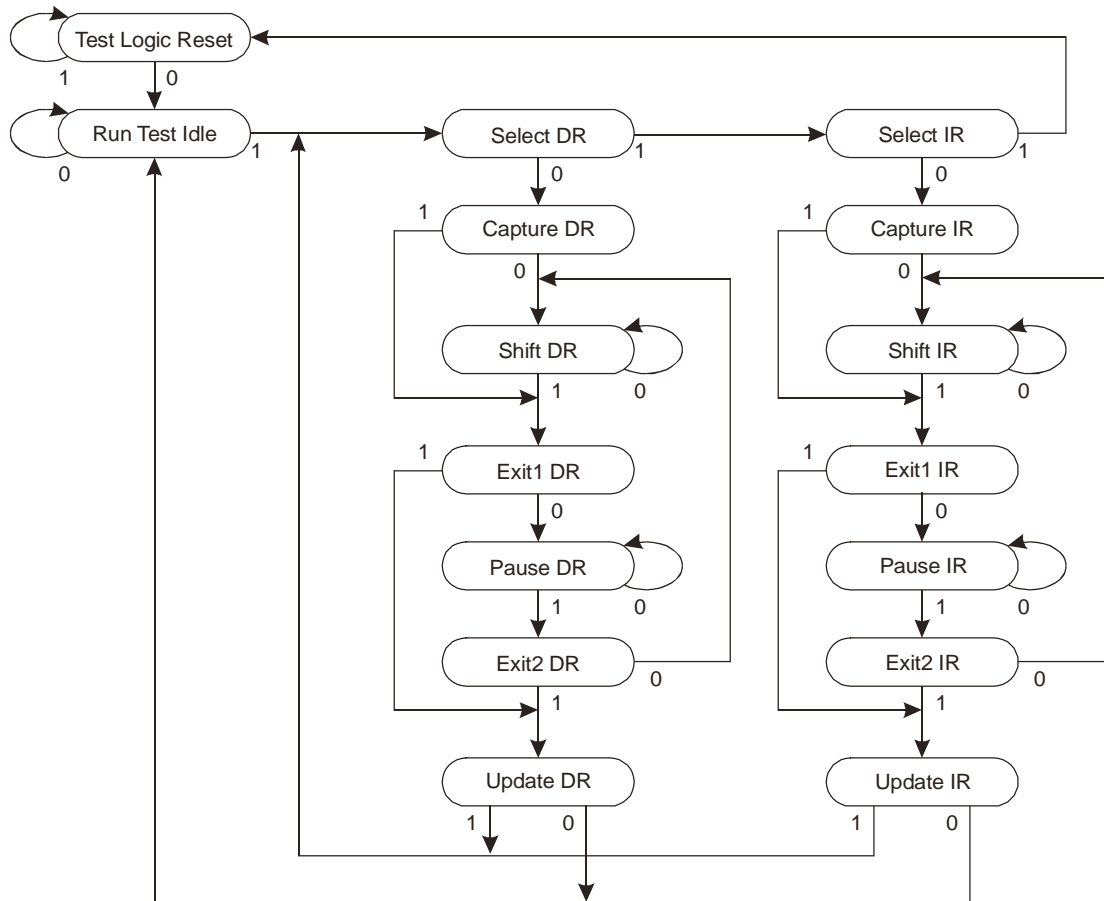 Test Logic Reset
1 0
Run Test Idle
0
1
Select DR
1
0
Select IR
1
0
1
Capture DR
0
1
Capture IR
0
Shift DR
1 0
Shift IR
1 0
1
Exit1 DR
0
1
Exit1 IR
0
Pause DR
1 0
Pause IR
1 0
Exit2 DR
0
1
Exit2 IR
0
1
Update DR
1 0
Update IR
1 0